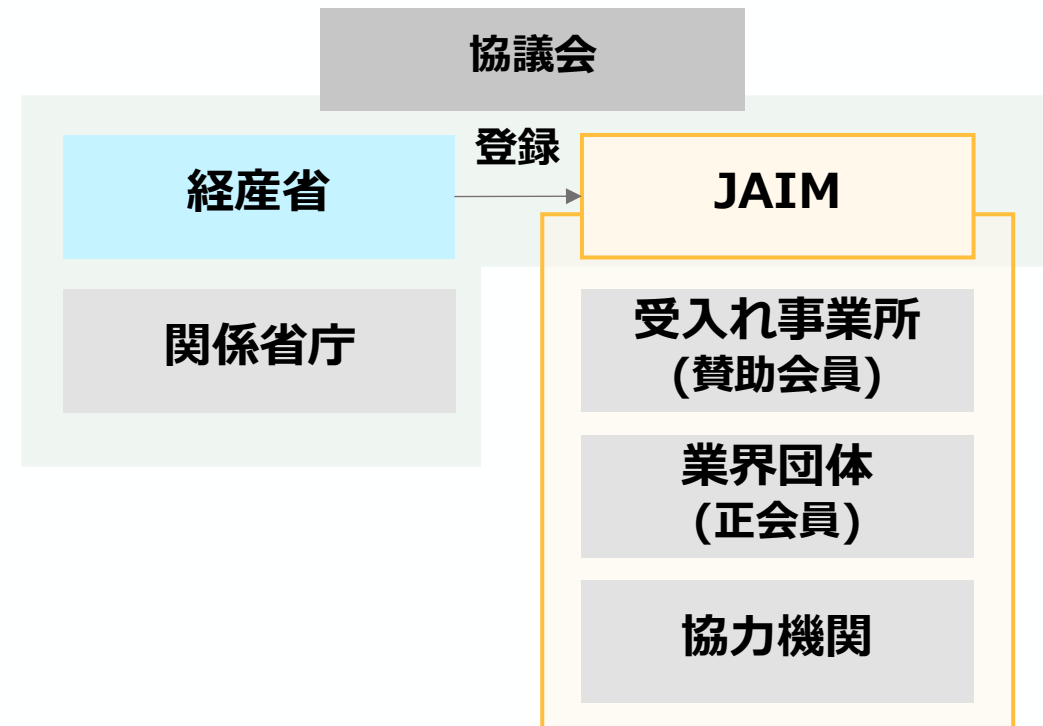 協議会
登録
経産省
JAIM
関係省庁
受入れ事業所
(賛助会員)
業界団体
(正会員)
協力機関